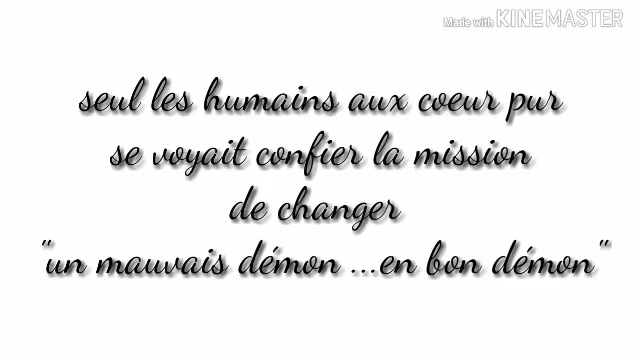 Made with KINEMASTER
seul les humains aux coeur pur
se voyait confier la mission
de changer
"un mauvais démon ...en bon démon"